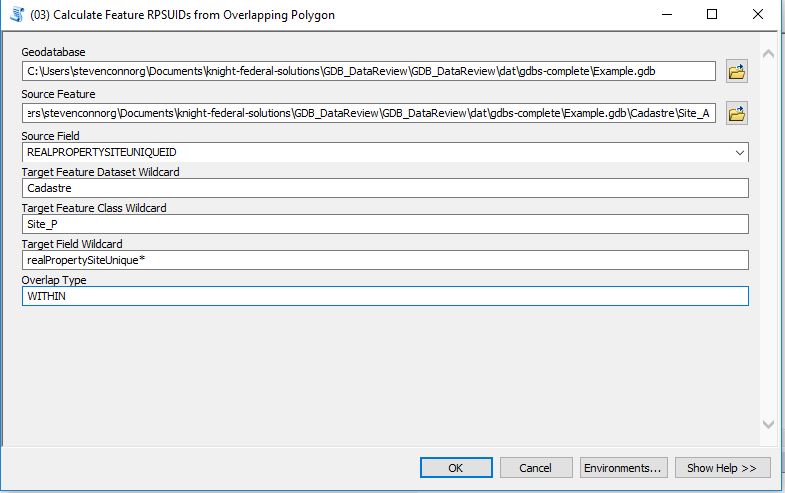 (03) Calculate Feature RPSUIDs from Overlapping Polygon
Geodatabase
C:\Users\stevenconnorg\Documents\knight-federal-solutions\GDB_DataReview\GDB_DataReview\dat\gdbs-complete\Example.gdb
Source Feature
ers\stevenconnorg\Documents\knight-federal-solutions\GDB_DataReview\GDB_DataReview\dat\gdbs-complete\Example.gdb\Cadastre\Site_A
Source Field
REALPROPERTYSITEUNIQUEID
Target Feature Dataset Wildcard
Cadastre
Target Feature Class Wildcard
Site_P
Target Field Wildcard
realPropertySiteUnique*
Overlap Type
WITHIN
OK Cancel Environments... Show Help >>